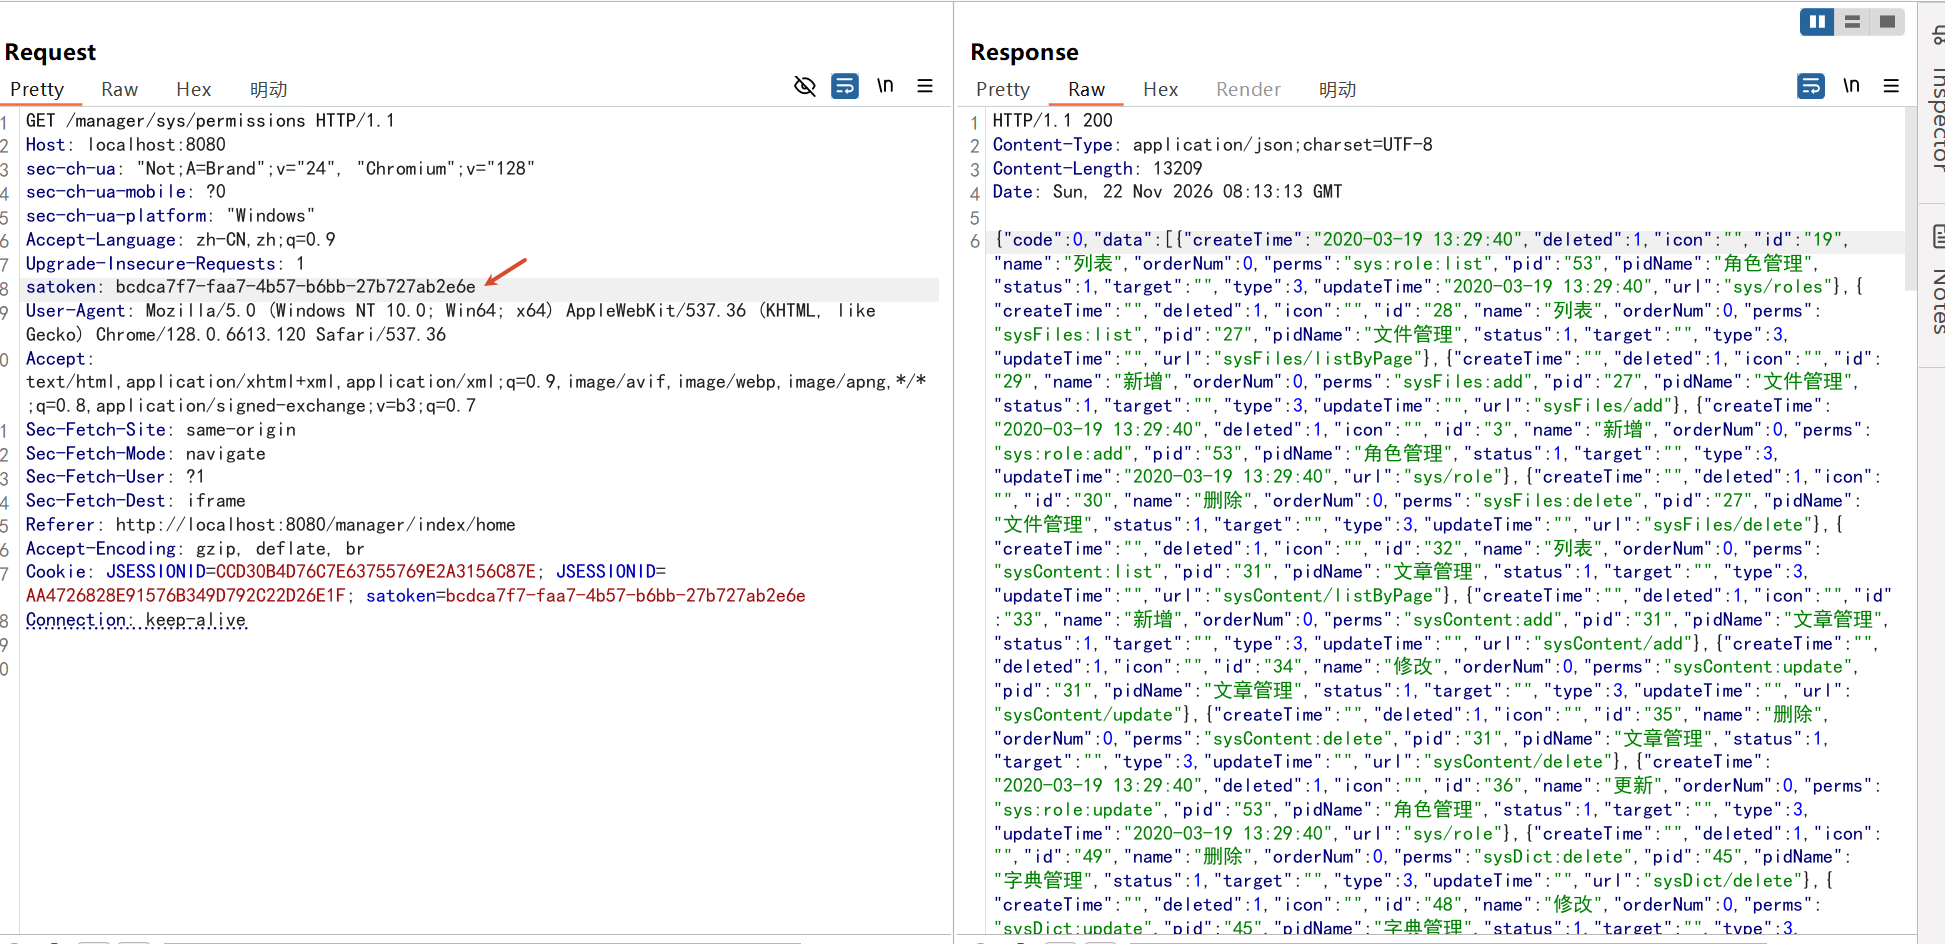 Request
Pretty Raw Hex 明动 \n
1 GET /manager/sys/permissions HTTP/1.1
2 Host: localhost:8080
3 sec-ch-ua: "Not;A=Brand";v="24", "Chromium";v="128"
4 sec-ch-ua-mobile: ?0
5 sec-ch-ua-platform: "Windows"
6 Accept-Language: zh-CN,zh;q=0.9
7 Upgrade-Insecure-Requests: 1
8 satoken: bcdca7f7-faa7-4b57-b6bb-27b727ab2e6e
9 User-Agent: Mozilla/5.0 (Windows NT 10.0; Win64; x64) AppleWebKit/537.36 (KHTML, like
Gecko) Chrome/128.0.6613.120 Safari/537.36
0 Accept:
text/html,application/xhtml+xml,application/xml;q=0.9,image/avif,image/webp,image/apng,*/*
;q=0.8,application/signed-exchange;v=b3;q=0.7
1 Sec-Fetch-Site: same-origin
2 Sec-Fetch-Mode: navigate
3 Sec-Fetch-User: ?1
4 Sec-Fetch-Dest: iframe
5 Referer: http://localhost:8080/manager/index/home
6 Accept-Encoding: gzip, deflate, br
7 Cookie: JSESSIONID=CCD30B4D76C7E63755769E2A3156C87E; JSESSIONID=
AA4726828E91576B349D792C22D26E1F; satoken=bcdca7f7-faa7-4b57-b6bb-27b727ab2e6e
8 Connection: keep-alive
9
0
Response
Pretty Raw Hex Render 明动 \n
1 HTTP/1.1 200
2 Content-Type: application/json;charset=UTF-8
3 Content-Length: 13209
4 Date: Sun, 22 Nov 2026 08:13:13 GMT
5
6 {"code":0,"data":[{"createTime":"2020-03-19 13:29:40","deleted":1,"icon":"","id":"19",
"name":"列表","orderNum":0,"perms":"sys:role:list","pid":"53","pidName":"角色管理",
"status":1,"target":"","type":3,"updateTime":"2020-03-19 13:29:40","url":"sys/roles"},{
"createTime":"","deleted":1,"icon":"","id":"28","name":"列表","orderNum":0,"perms":
"sysFiles:list","pid":"27","pidName":"文件管理","status":1,"target":"","type":3,
"updateTime":"","url":"sysFiles/listByPage"},{"createTime":"","deleted":1,"icon":"","id":
"29","name":"新增","orderNum":0,"perms":"sysFiles:add","pid":"27","pidName":"文件管理",
"status":1,"target":"","type":3,"updateTime":"","url":"sysFiles/add"},{"createTime":
"2020-03-19 13:29:40","deleted":1,"icon":"","id":"3","name":"新增","orderNum":0,"perms":
"sys:role:add","pid":"53","pidName":"角色管理","status":1,"target":"","type":3,
"updateTime":"2020-03-19 13:29:40","url":"sys/role"},{"createTime":"","deleted":1,"icon":
"","id":"30","name":"删除","orderNum":0,"perms":"sysFiles:delete","pid":"27","pidName":
"文件管理","status":1,"target":"","type":3,"updateTime":"","url":"sysFiles/delete"},{
"createTime":"","deleted":1,"icon":"","id":"32","name":"列表","orderNum":0,"perms":
"sysContent:list","pid":"31","pidName":"文章管理","status":1,"target":"","type":3,
"updateTime":"","url":"sysContent/listByPage"},{"createTime":"","deleted":1,"icon":"","id"
:"33","name":"新增","orderNum":0,"perms":"sysContent:add","pid":"31","pidName":"文章管理",
"status":1,"target":"","type":3,"updateTime":"","url":"sysContent/add"},{"createTime":"",
"deleted":1,"icon":"","id":"34","name":"修改","orderNum":0,"perms":"sysContent:update",
"pid":"31","pidName":"文章管理","status":1,"target":"","type":3,"updateTime":"","url":
"sysContent/update"},{"createTime":"","deleted":1,"icon":"","id":"35","name":"删除",
"orderNum":0,"perms":"sysContent:delete","pid":"31","pidName":"文章管理","status":1,
"target":"","type":3,"updateTime":"","url":"sysContent/delete"},{"createTime":
"2020-03-19 13:29:40","deleted":1,"icon":"","id":"36","name":"更新","orderNum":0,"perms":
"sys:role:update","pid":"53","pidName":"角色管理","status":1,"target":"","type":3,
"updateTime":"2020-03-19 13:29:40","url":"sys/role"},{"createTime":"","deleted":1,"icon":
"","id":"49","name":"删除","orderNum":0,"perms":"sysDict:delete","pid":"45","pidName":
"字典管理","status":1,"target":"","type":3,"updateTime":"","url":"sysDict/delete"},{
"createTime":"","deleted":1,"icon":"","id":"48","name":"修改","orderNum":0,"perms":
"sysDict:update","pid":"45","pidName":"字典管理","status":1,"target":"","type":3,
Inspector
Notes